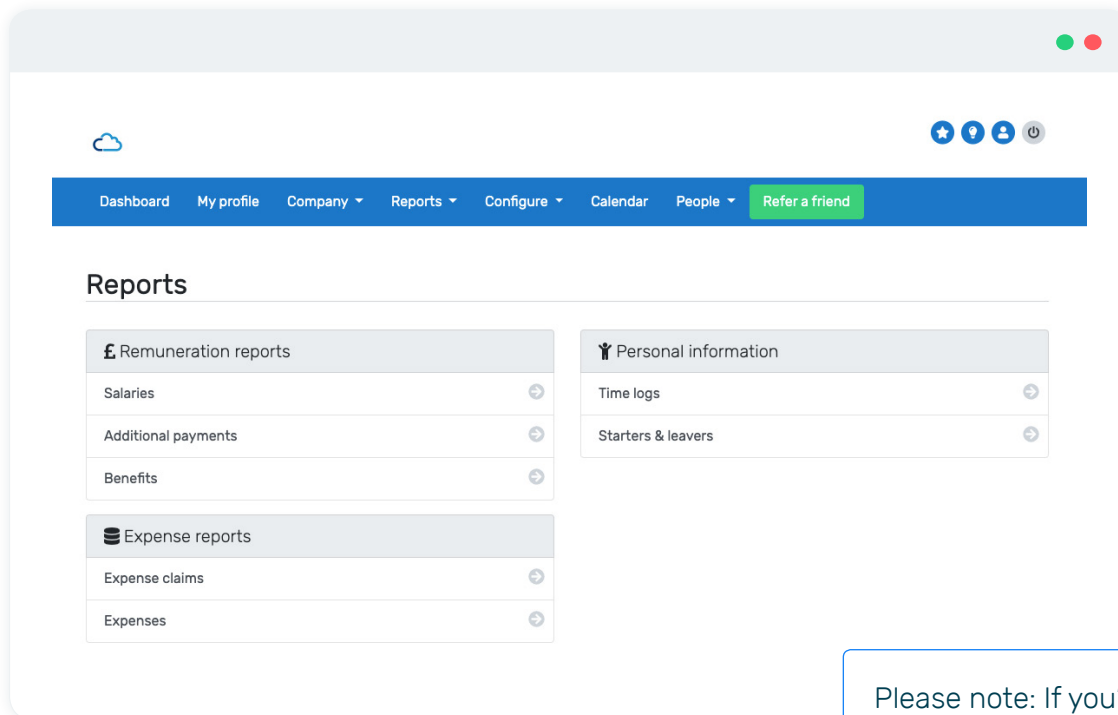 Dashboard My profile Company Reports Configure Calendar People Refer a friend
Reports
£ Remuneration reports
Salaries
Additional payments
Benefits
Expense reports
Expense claims
Expenses
Personal information
Time logs
Starters & leavers
Please note: If you